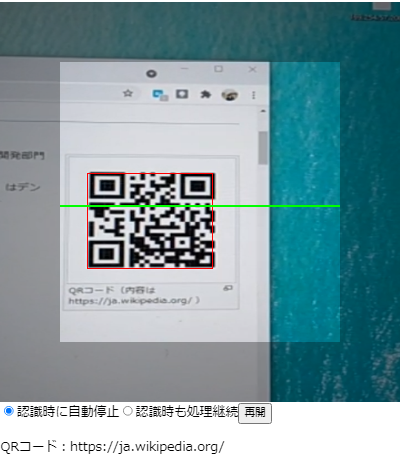 開発部門
はデン
QRコード（内容は
https://ja.wikipedia.org/ ）
認識時に自動停止 認識時も処理継続 再開
QRコード：https://ja.wikipedia.org/